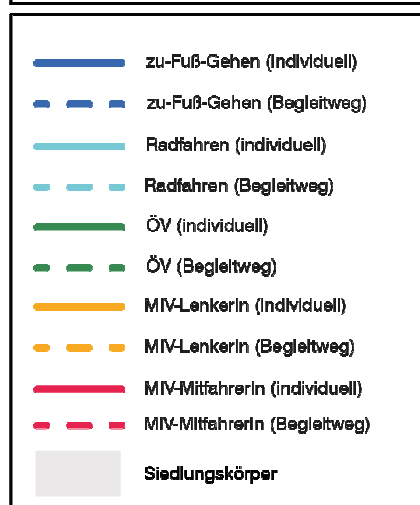 zu-Fuß-Gehen (individuell)
zu-Fuß-Gehen (Begleitweg)
Radfahren (individuell)
Radfahren (Begleitweg)
ÖV (individuell)
ÖV (Begleitweg)
MIV-LenkerIn (individuell)
MIV-LenkerIn (Begleitweg)
MIV-MitfahrerIn (individuell)
MIV-MitfahrerIn (Begleitweg)
Siedlungskörper